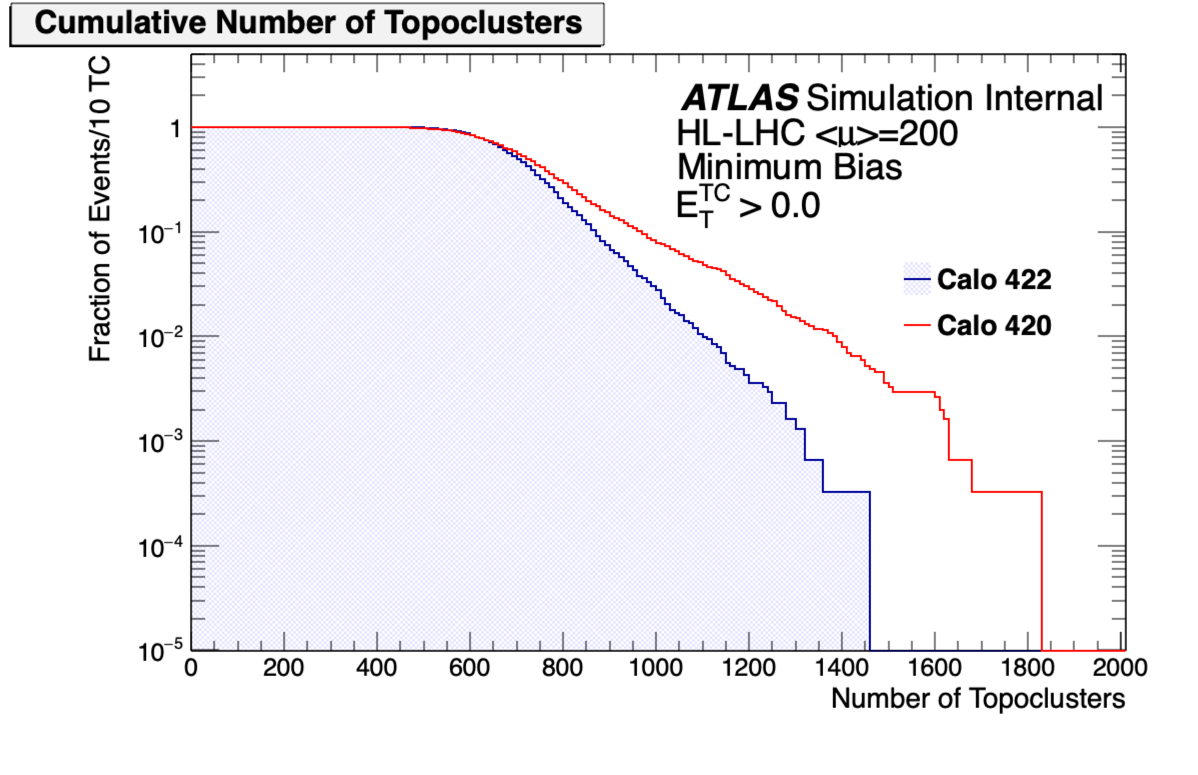 Cumulative Number of Topoclusters
Fraction of Events/10 TC
ATLAS Simulation Internal
HL-LHC <μ>=200
Minimum Bias
E_T^TC > 0.0
Calo 422
Calo 420
1
10⁻¹
10⁻²
10⁻³
10⁻⁴
10⁻⁵
0 200 400 600 800 1000 1200 1400 1600 1800 2000
Number of Topoclusters